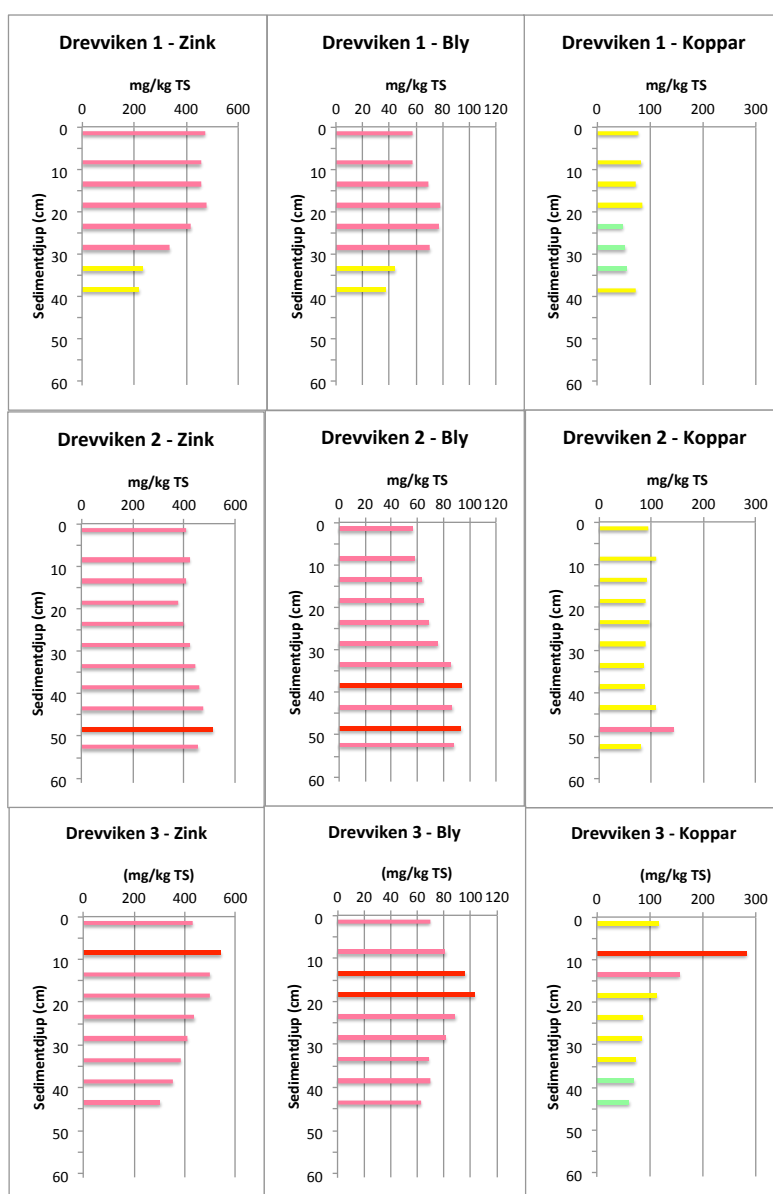 Drevviken 1 - Zink
mg/kg TS
0 200 400 600
Sedimentdjup (cm)
0
10
20
30
40
50
60
Drevviken 1 - Bly
mg/kg TS
0 20 40 60 80 100 120
Sedimentdjup (cm)
0
10
20
30
40
50
60
Drevviken 1 - Koppar
mg/kg TS
0 100 200 300
Sedimentdjup (cm)
0
10
20
30
40
50
60
Drevviken 2 - Zink
mg/kg TS
0 200 400 600
Sedimentdjup (cm)
0
10
20
30
40
50
60
Drevviken 2 - Bly
mg/kg TS
0 20 40 60 80 100 120
Sedimentdjup (cm)
0
10
20
30
40
50
60
Drevviken 2 - Koppar
mg/kg TS
0 100 200 300
Sedimentdjup (cm)
0
10
20
30
40
50
60
Drevviken 3 - Zink
(mg/kg TS)
0 200 400 600
Sedimentdjup (cm)
0
10
20
30
40
50
60
Drevviken 3 - Bly
(mg/kg TS)
0 20 40 60 80 100 120
Sedimentdjup (cm)
0
10
20
30
40
50
60
Drevviken 3 - Koppar
(mg/kg TS)
0 100 200 300
Sedimentdjup (cm)
0
10
20
30
40
50
60